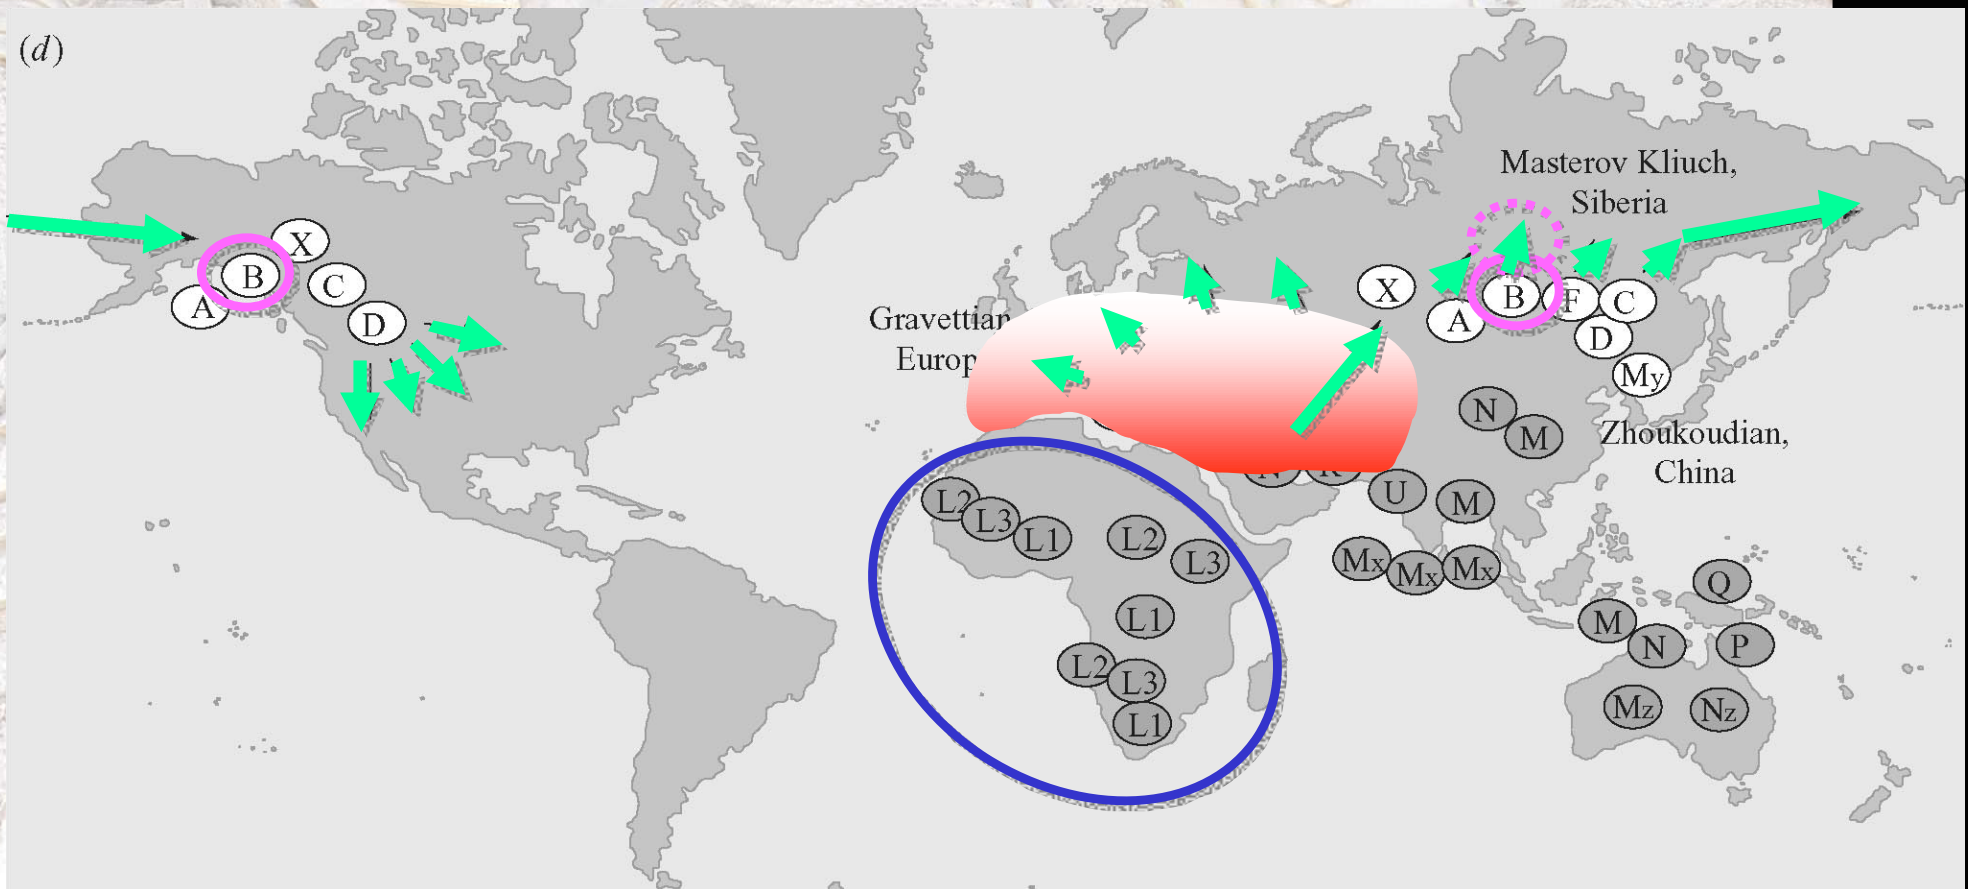 (d)
Masterov Kliuch,
Siberia
X
B
A
C
D
Gravettian
Europ
X
A
B
F
C
D
My
N
M
Zhoukoudian,
China
N
U
M
L2
L3
L1
L2
L3
Mx
Mx
Mx
L1
L2
L3
L1
Q
M
N
P
Mz
Nz